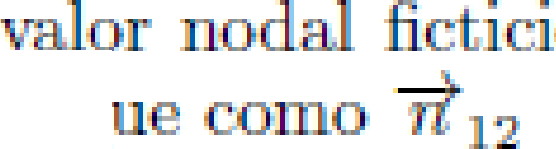 valor nodal fictici
ue como $\overrightarrow{n}_{12}$